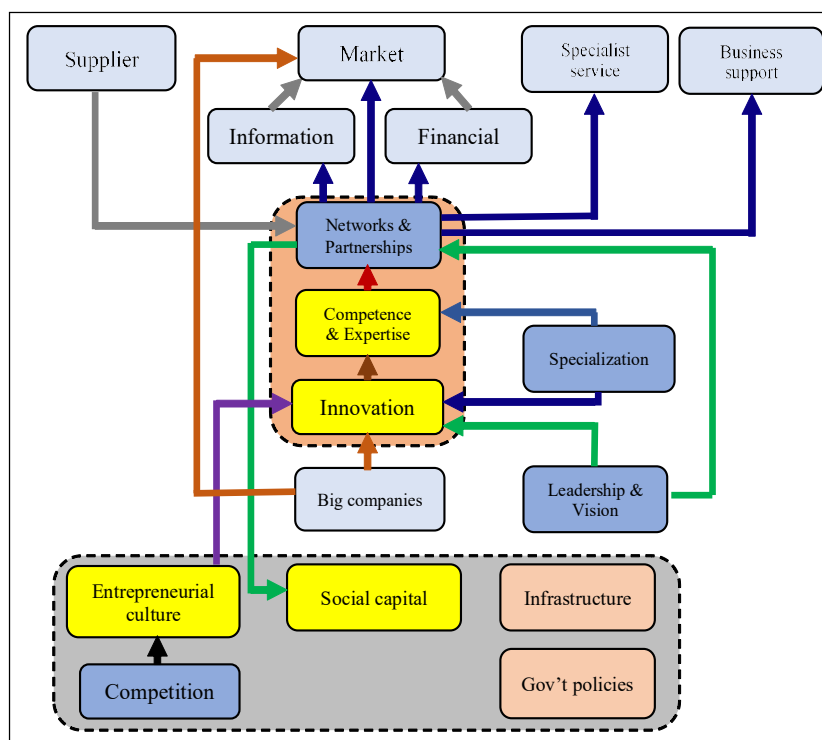 Supplier
Market
Specialist
service
Business
support
Information
Financial
Networks &
Partnerships
Competence
& Expertise
Specialization
Innovation
Big companies
Leadership &
Vision
Entrepreneurial
culture
Social capital
Infrastructure
Competition
Gov't policies